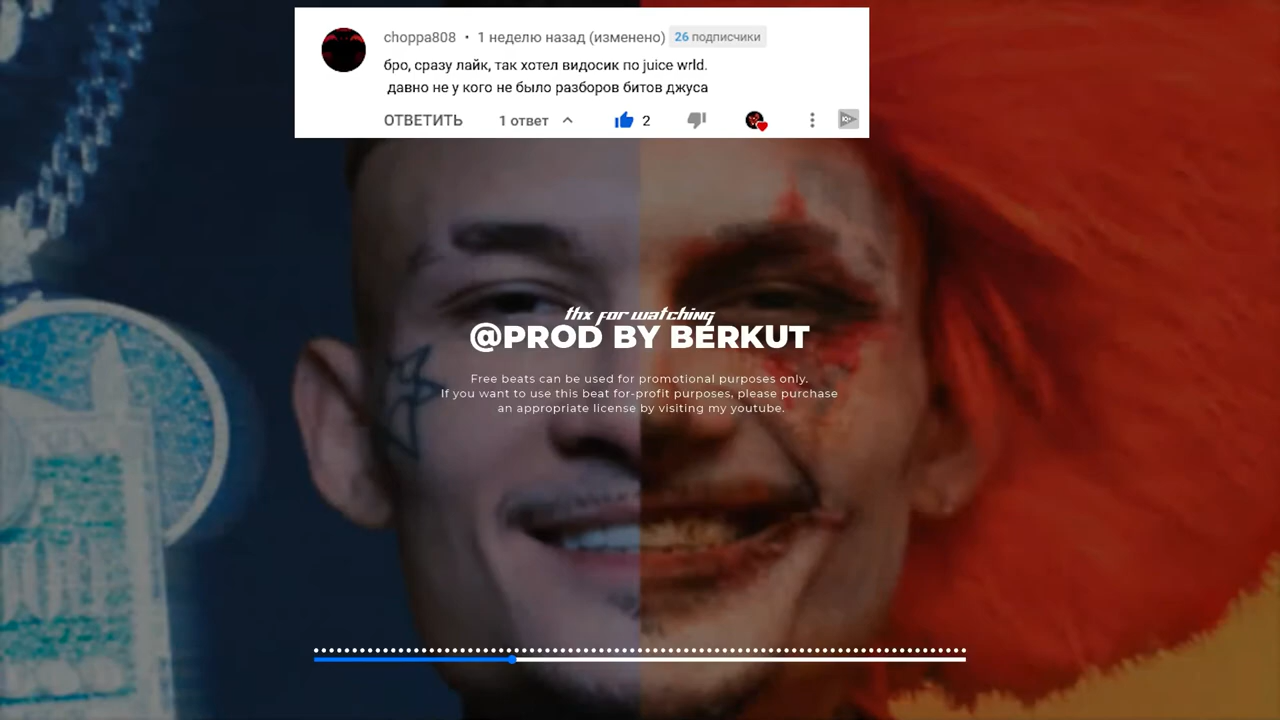 choppa808 • 1 неделю назад (изменено) 26 подписчики
бро, сразу лайк, так хотел видосик по juice wrld.
давно не у кого не было разборов битов джуса
ОТВЕТИТЬ 1 ответ 2
thx for watching
@PROD BY BERKUT
Free beats can be used for promotional purposes only.
If you want to use this beat for-profit purposes, please purchase
an appropriate license by visiting my youtube.